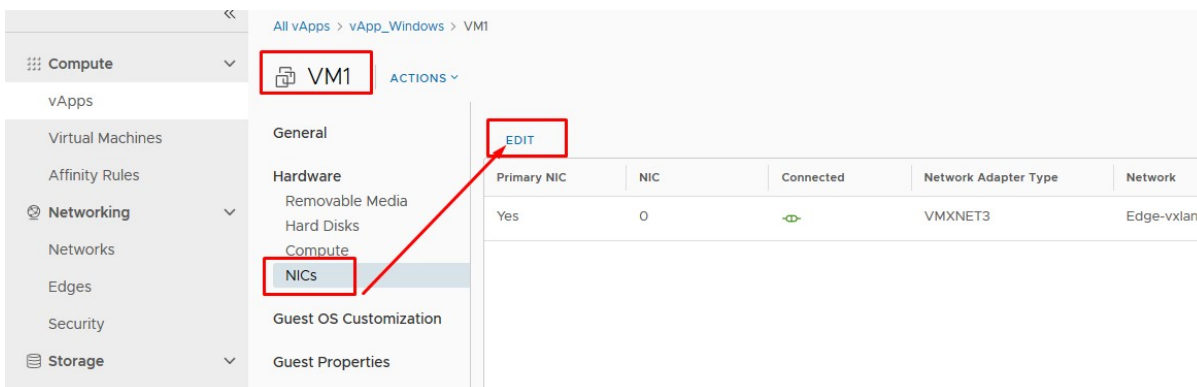 «
All vApps > vApp_Windows > VM1
Compute
vApps
Virtual Machines
Affinity Rules
Networking
Networks
Edges
Security
Storage
VM1
ACTIONS
General
Hardware
Removable Media
Hard Disks
Compute
NICs
Guest OS Customization
Guest Properties
EDIT
Primary NIC NIC Connected Network Adapter Type Network
Yes 0 VMXNET3 Edge-vxlan